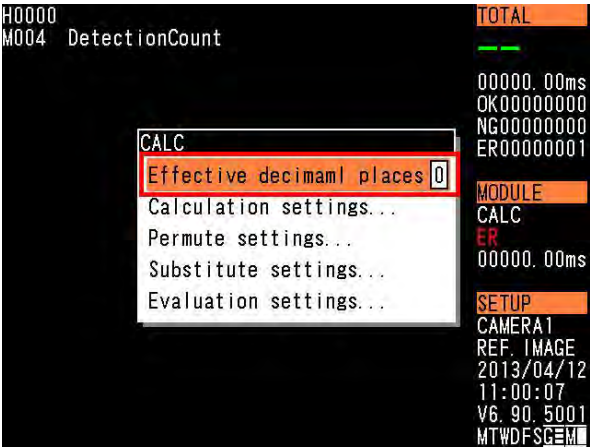 H0000
M004 DetectionCount
CALC
Effective decimaml places 0
Calculation settings...
Permute settings...
Substitute settings...
Evaluation settings...
TOTAL
--
00000.00ms
OK00000000
NG00000000
ER00000001
MODULE
CALC
ER
00000.00ms
SETUP
CAMERA1
REF. IMAGE
2013/04/12
11:00:07
V6.90.5001
MTWDFSGEM